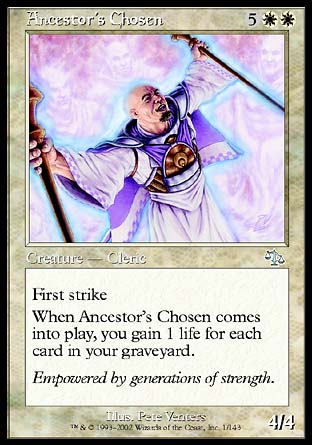 Ancestor's Chosen 5
Creature — Cleric
First strike
When Ancestor's Chosen comes
into play, you gain 1 life for each
card in your graveyard.
Empowered by generations of strength.
Illus. Pete Venters
™ & © 1993-2002 Wizards of the Coast, Inc. 1/143
4/4